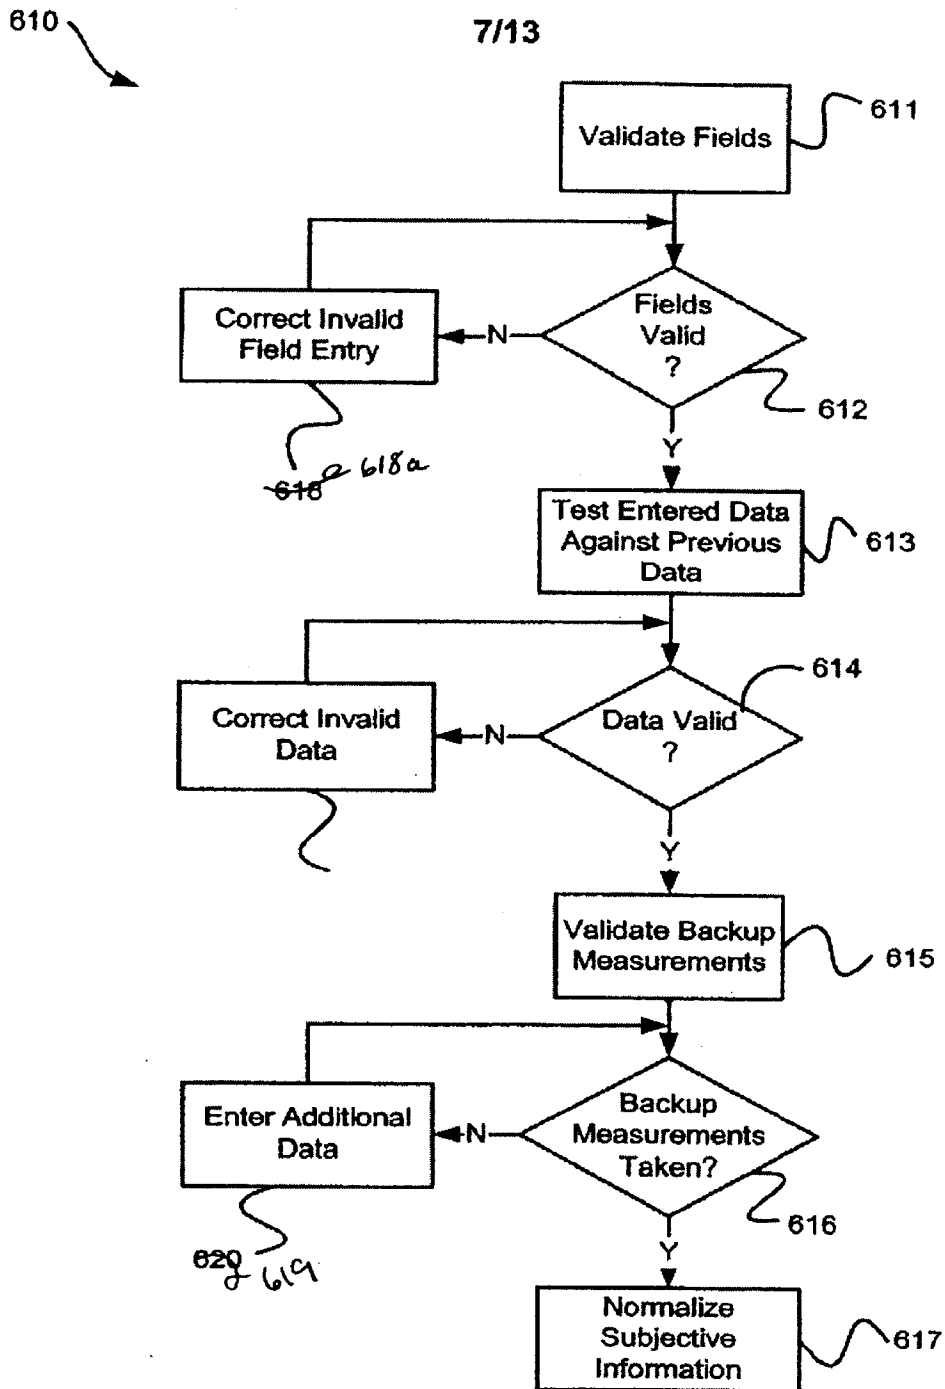 610
7/13
Validate Fields
611
Fields
Valid
?
612
N
Correct Invalid
Field Entry
618
618a
Y
Test Entered Data
Against Previous
Data
613
614
Data Valid
?
N
Correct Invalid
Data
Y
Validate Backup
Measurements
615
Backup
Measurements
Taken?
616
N
Enter Additional
Data
620
619
Y
Normalize
Subjective
Information
617